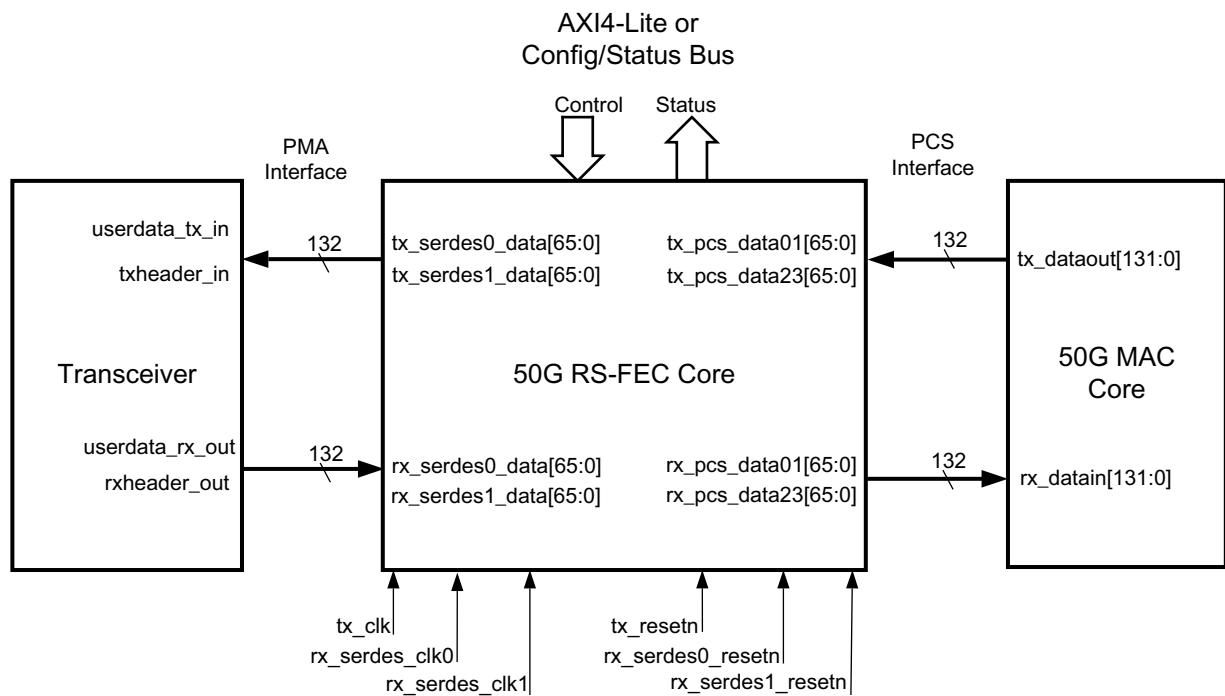 AXI4-Lite or
Config/Status Bus
Control
Status
PMA
Interface
PCS
Interface
userdata_tx_in
txheader_in
132
tx_serdes0_data[65:0]
tx_serdes1_data[65:0]
tx_pcs_data01[65:0]
tx_pcs_data23[65:0]
132
tx_dataout[131:0]
Transceiver
50G RS-FEC Core
50G MAC
Core
userdata_rx_out
rxheader_out
132
rx_serdes0_data[65:0]
rx_serdes1_data[65:0]
rx_pcs_data01[65:0]
rx_pcs_data23[65:0]
132
rx_datain[131:0]
tx_clk
rx_serdes_clk0
rx_serdes_clk1
tx_resetn
rx_serdes0_resetn
rx_serdes1_resetn